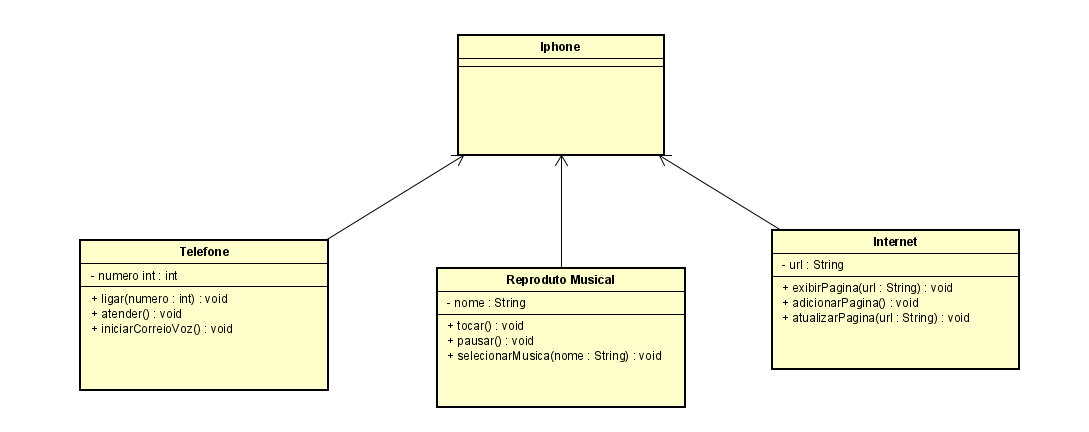 Iphone
Telefone
- numero int : int
+ ligar(numero : int) : void
+ atender() : void
+ iniciarCorreioVoz() : void
Reproduto Musical
- nome : String
+ tocar() : void
+ pausar() : void
+ selecionarMusica(nome : String) : void
Internet
- url : String
+ exibirPagina(url : String) : void
+ adicionarPagina() : void
+ atualizarPagina(url : String) : void